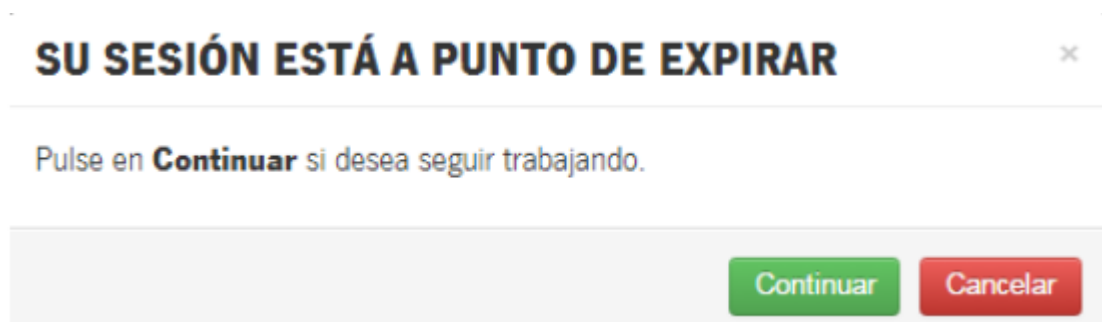 SU SESIÓN ESTÁ A PUNTO DE EXPIRAR ×
Pulse en Continuar si desea seguir trabajando.
Continuar Cancelar